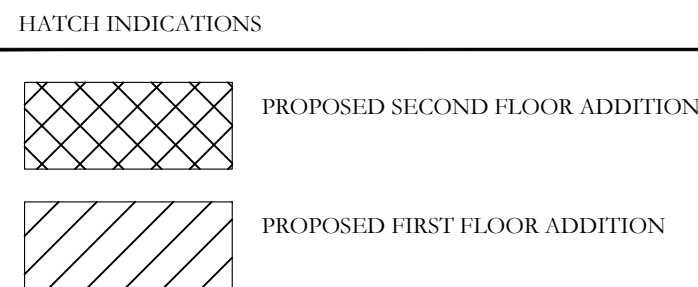 HATCH INDICATIONS
PROPOSED SECOND FLOOR ADDITION
PROPOSED FIRST FLOOR ADDITION